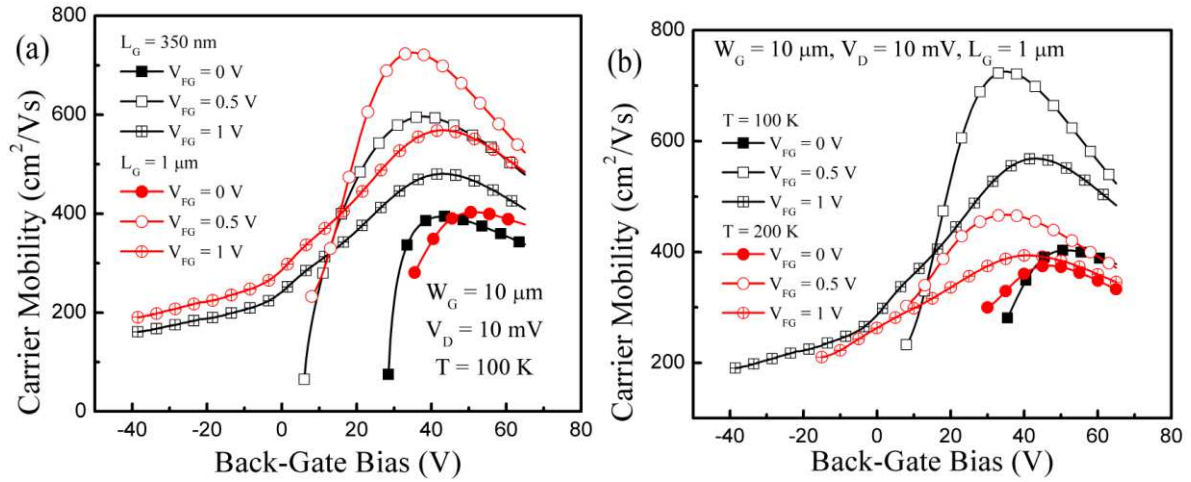 (a)
L_G = 350 nm
V_FG = 0 V
V_FG = 0.5 V
V_FG = 1 V
L_G = 1 μm
V_FG = 0 V
V_FG = 0.5 V
V_FG = 1 V
W_G = 10 μm
V_D = 10 mV
T = 100 K
800
600
400
200
0
-40 -20 0 20 40 60 80
Carrier Mobility (cm²/Vs)
Back-Gate Bias (V)
(b)
W_G = 10 μm, V_D = 10 mV, L_G = 1 μm
T = 100 K
V_FG = 0 V
V_FG = 0.5 V
V_FG = 1 V
T = 200 K
V_FG = 0 V
V_FG = 0.5 V
V_FG = 1 V
800
600
400
200
-40 -20 0 20 40 60 80
Carrier Mobility (cm²/Vs)
Back-Gate Bias (V)